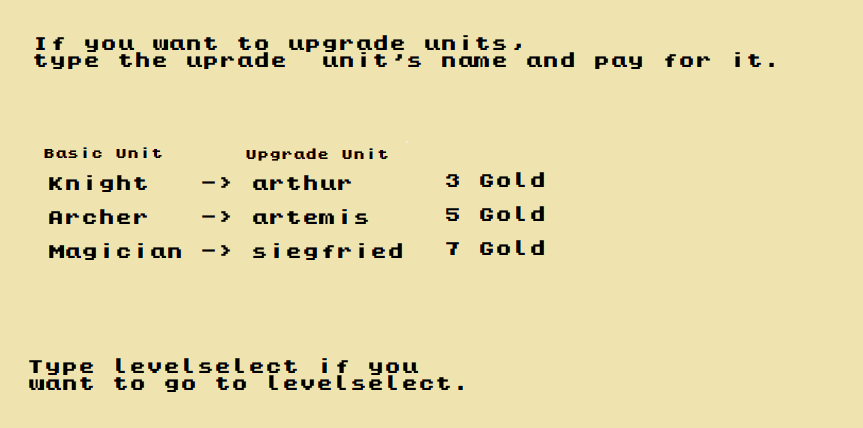 If you want to upgrade units,
type the uprade unit's name and pay for it.
Basic Unit Upgrade Unit
Knight -> arthur 3 Gold
Archer -> artemis 5 Gold
Magician -> siegfried 7 Gold
Type levelselect if you
want to go to levelselect.